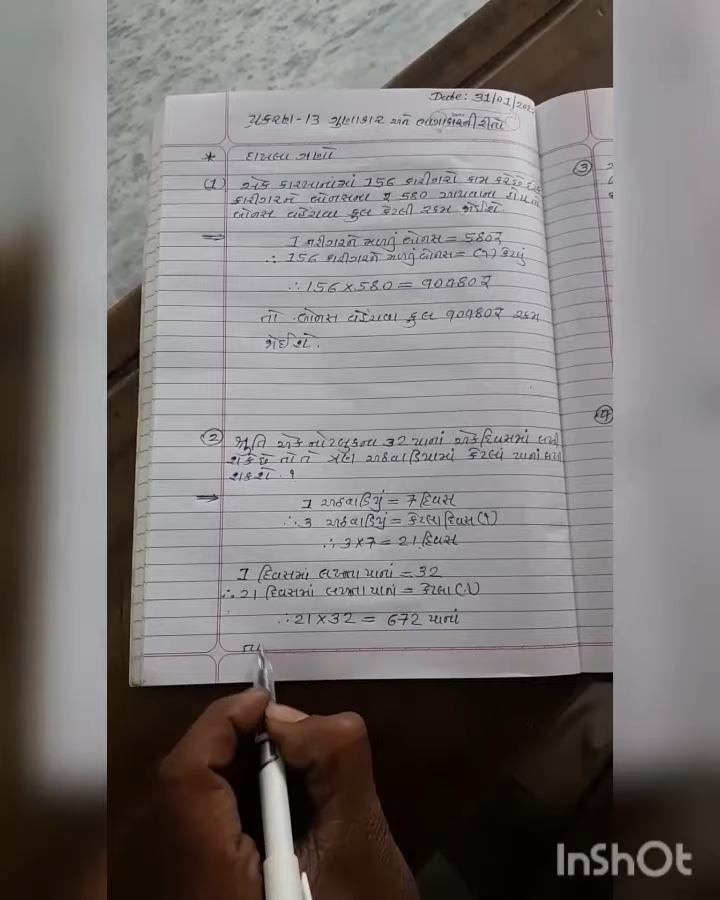 Date: 31/01/202
પ્રકરણ-13 ગુણાકાર અને ભાગાકારની રીતો
* દાખલા ગણો
(1) એક કારખાનામાં 156 કારીગરો કામ કરે છે દરેક
કારીગરને બોનસના ₹ 580 આપવાના હોય તો
બોનસ વહેંચવા કુલ કેટલી રકમ જોઈશે.
⇒ 1 કારીગરને મળતું બોનસ = 580₹
∴ 156 કારીગરને મળતું બોનસ = (?) કેટલું
∴ 156 × 580 = 90480₹
તો બોનસ વહેંચવા કુલ 90480₹ રકમ
જોઈશે.
(2) શ્રુતિ એક નોટબુકના 32 પાનાં એક દિવસમાં લખી
શકે છે તો તે ત્રણ અઠવાડિયામાં કેટલાં પાનાં લખી
શકશે. ?
⇒ 1 અઠવાડિયું = 7 દિવસ
∴ 3 અઠવાડિયું = કેટલા દિવસ (?)
∴ 3×7 = 21 દિવસ
1 દિવસમાં લખતા પાનાં = 32
∴ 21 દિવસમાં લખતા પાનાં = કેટલા (?)
∴ 21 × 32 = 672 પાનાં
(3)
(4)
InShOt